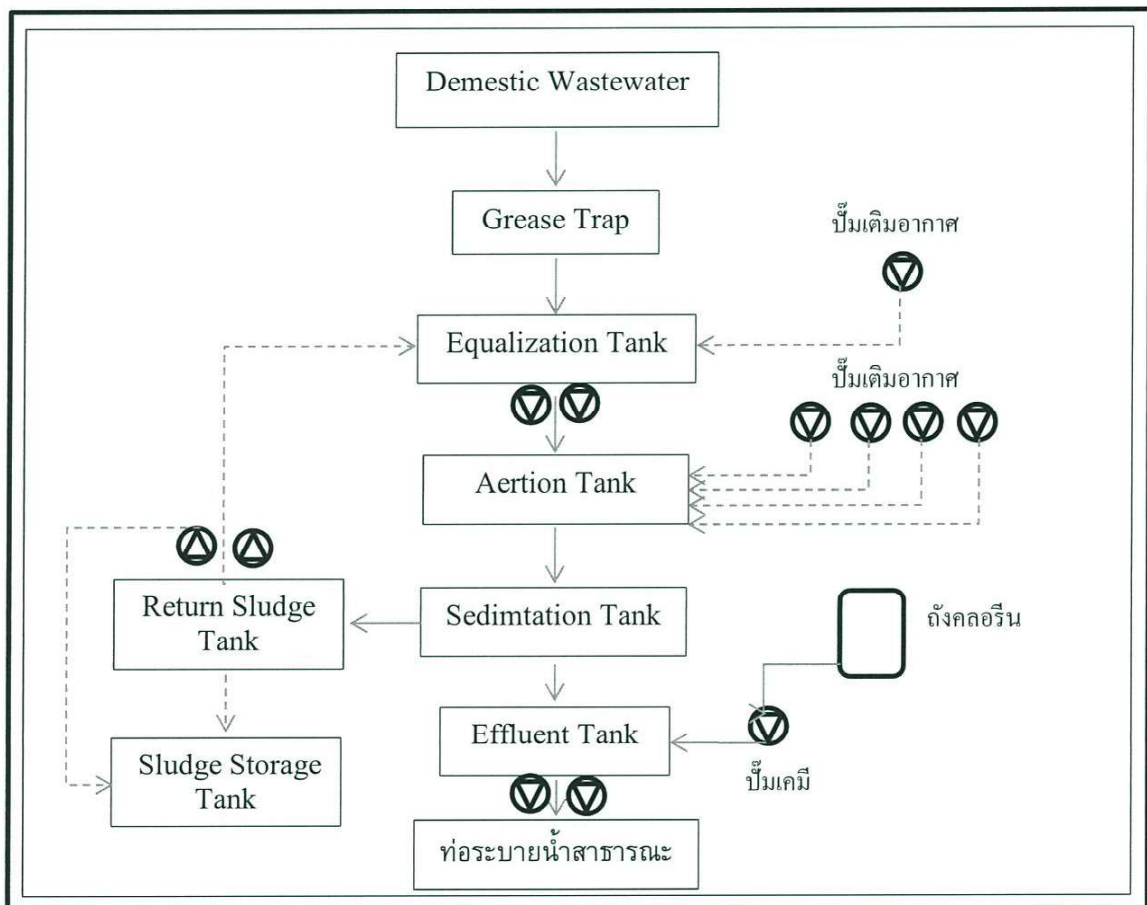 Demestic Wastewater
Grease Trap
ปั๊มเติมอากาศ
Equalization Tank
ปั๊มเติมอากาศ
Aertion Tank
Return Sludge
Tank
Sedimtation Tank
ถังคลอรีน
Effluent Tank
Sludge Storage
Tank
ปั๊มเคมี
ท่อระบายน้ำสาธารณะ